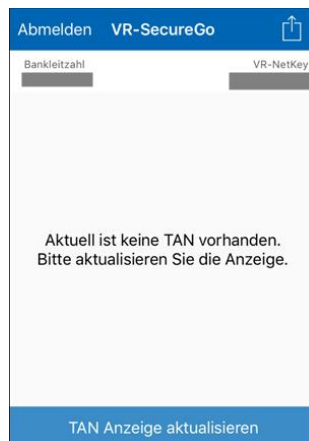 Abmelden VR-SecureGo
Bankleitzahl VR-NetKey
Aktuell ist keine TAN vorhanden.
Bitte aktualisieren Sie die Anzeige.
TAN Anzeige aktualisieren